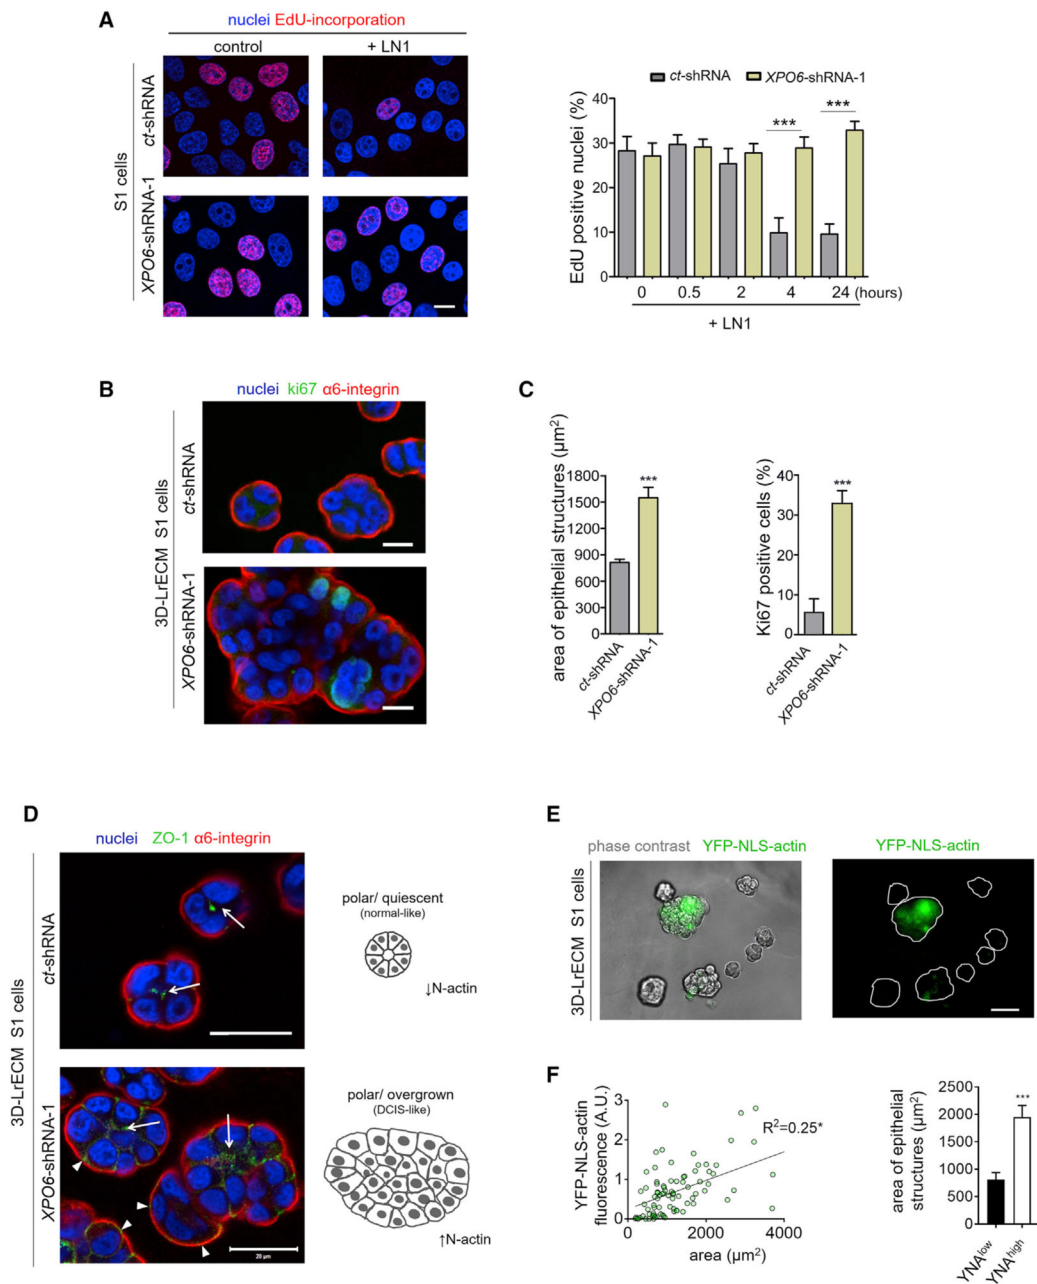 A
nuclei EdU-incorporation
control + LN1
S1 cells
ct-shRNA
XPO6-shRNA-1
ct-shRNA XPO6-shRNA-1
EdU positive nuclei (%)
40
30
20
10
0
*** ***
0 0.5 2 4 24 (hours)
+ LN1
B
nuclei ki67 α6-integrin
3D-LrECM S1 cells
ct-shRNA
XPO6-shRNA-1
C
area of epithelial structures (µm²)
1800
1500
1200
900
600
300
0
***
ct-shRNA
XPO6-shRNA-1
Ki67 positive cells (%)
40
30
20
10
0
***
ct-shRNA
XPO6-shRNA-1
D
nuclei ZO-1 α6-integrin
3D-LrECM S1 cells
ct-shRNA
XPO6-shRNA-1
20 µm
polar/ quiescent
(normal-like)
↓N-actin
polar/ overgrown
(DCIS-like)
↑N-actin
E
phase contrast YFP-NLS-actin
YFP-NLS-actin
3D-LrECM S1 cells
F
YFP-NLS-actin
fluorescence (A.U.)
3
2
1
0
R²=0.25*
0 2000 4000
area (µm²)
area of epithelial
structures (µm²)
2500
2000
1500
1000
500
0
***
YNAlow
YNAhigh